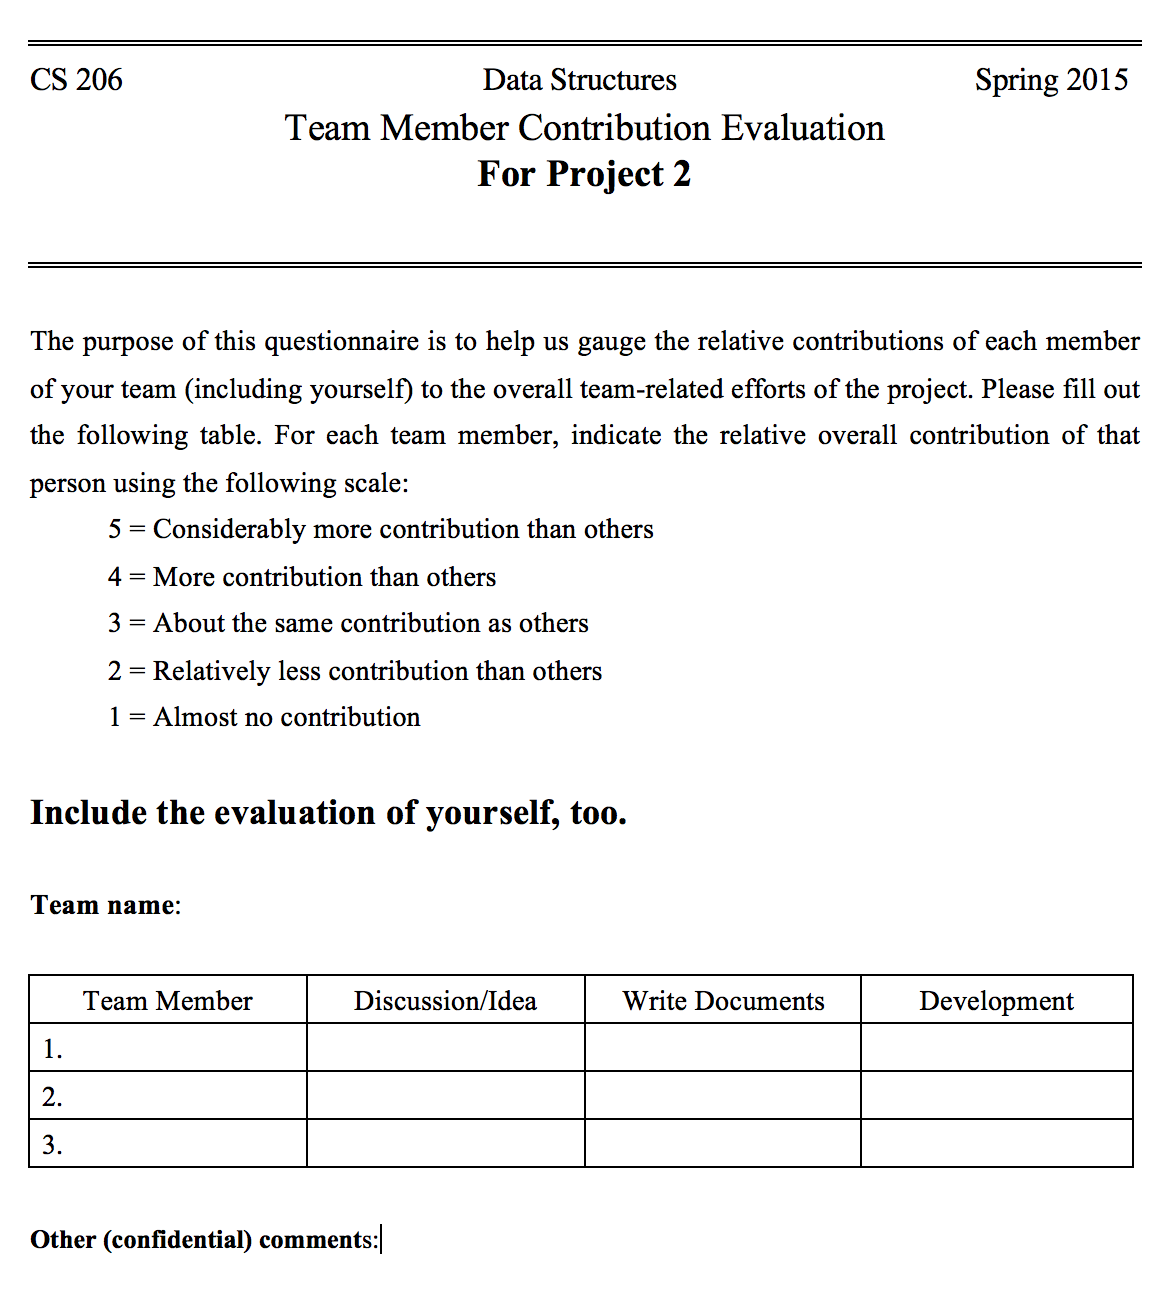 CS 206 Data Structures Spring 2015
Team Member Contribution Evaluation
For Project 2
The purpose of this questionnaire is to help us gauge the relative contributions of each member
of your team (including yourself) to the overall team-related efforts of the project. Please fill out
the following table. For each team member, indicate the relative overall contribution of that
person using the following scale:
5 = Considerably more contribution than others
4 = More contribution than others
3 = About the same contribution as others
2 = Relatively less contribution than others
1 = Almost no contribution
Include the evaluation of yourself, too.
Team name:
Team Member Discussion/Idea Write Documents Development
1.
2.
3.
Other (confidential) comments: